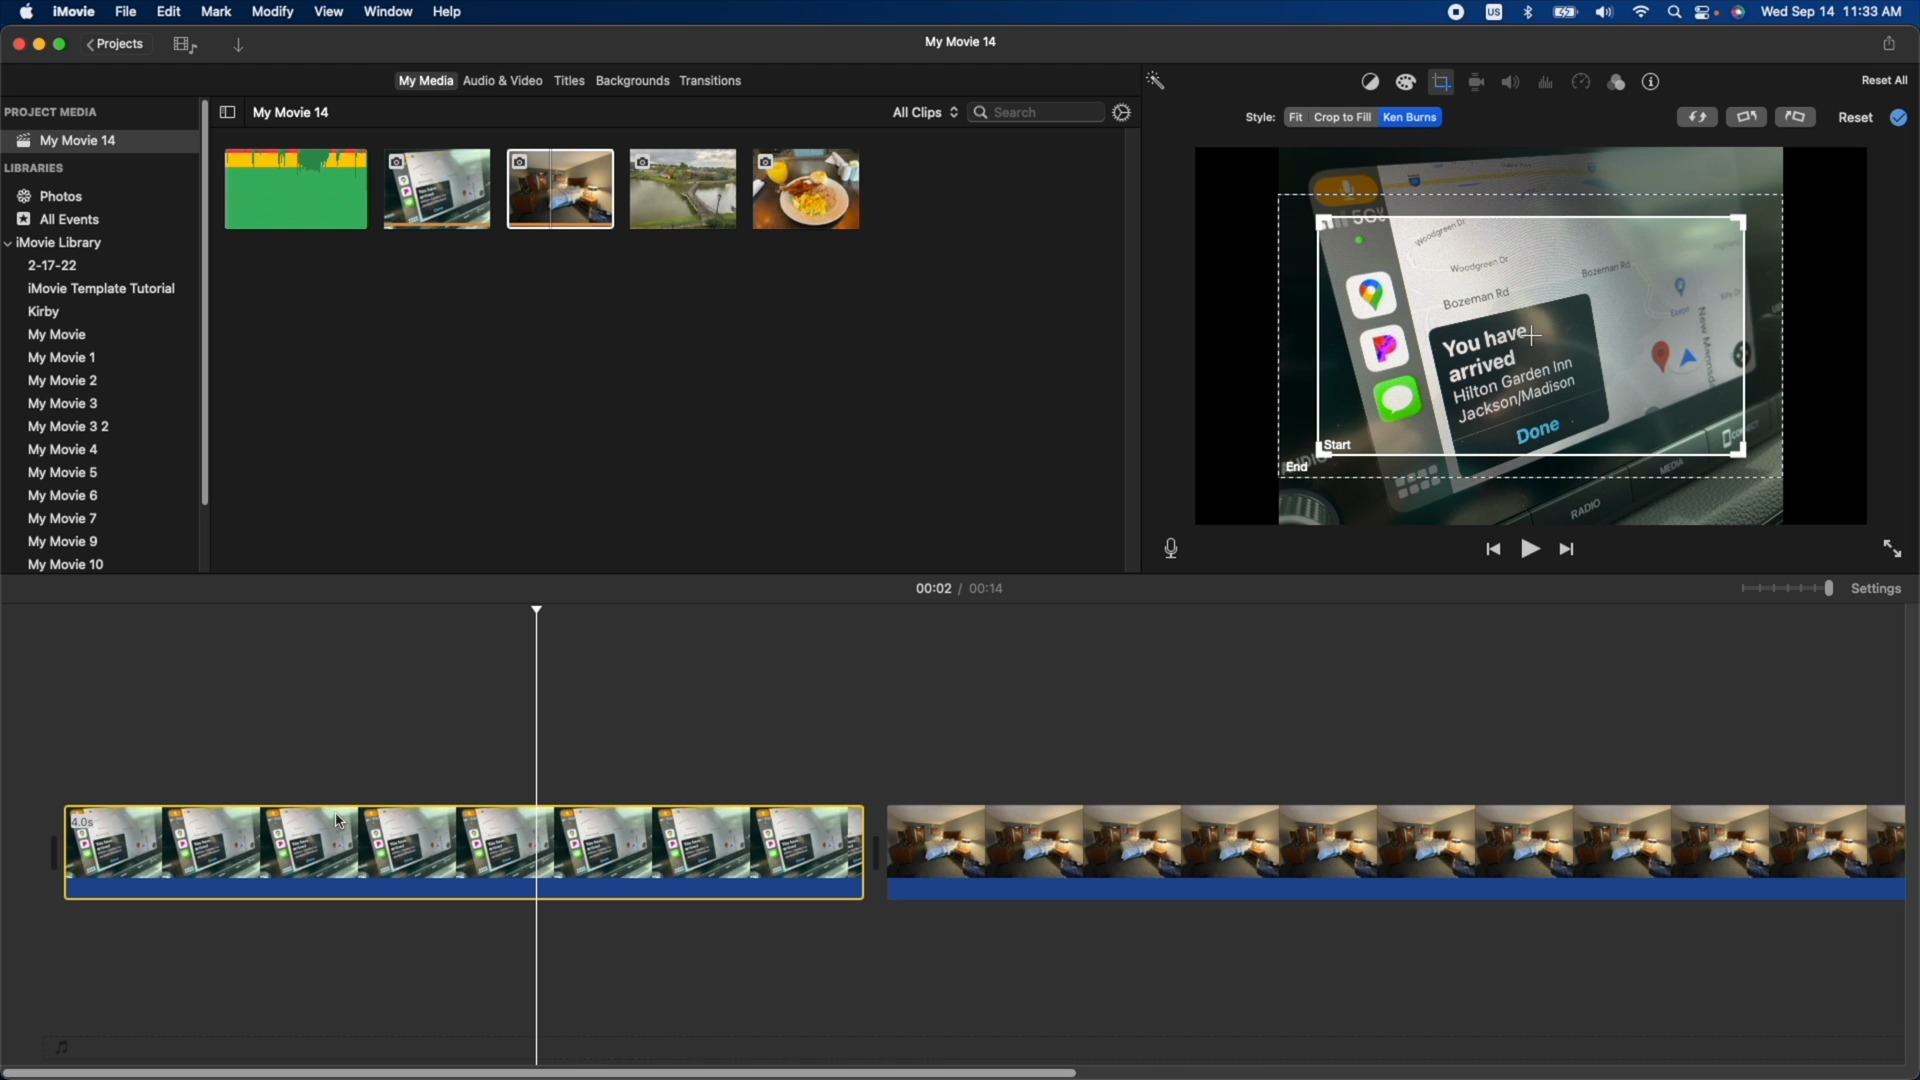 iMovie File Edit Mark Modify View Window Help
US
Wed Sep 14 11:33 AM
Projects
My Movie 14
My Media Audio & Video Titles Backgrounds Transitions
Reset All
PROJECT MEDIA
My Movie 14
All Clips
Search
Style: Fit Crop to Fill Ken Burns
Reset
My Movie 14
LIBRARIES
Photos
All Events
iMovie Library
2-17-22
iMovie Template Tutorial
Kirby
My Movie
My Movie 1
My Movie 2
My Movie 3
My Movie 3 2
My Movie 4
My Movie 5
My Movie 6
My Movie 7
My Movie 9
My Movie 10
5G
Woodgreen Dr
Woodgreen Dr
Bozeman Rd
Bozeman Rd
You have
arrived
Hilton Garden Inn
Jackson/Madison
Done
Start
End
MEDIA
RADIO
00:02 / 00:14
Settings
4.0s